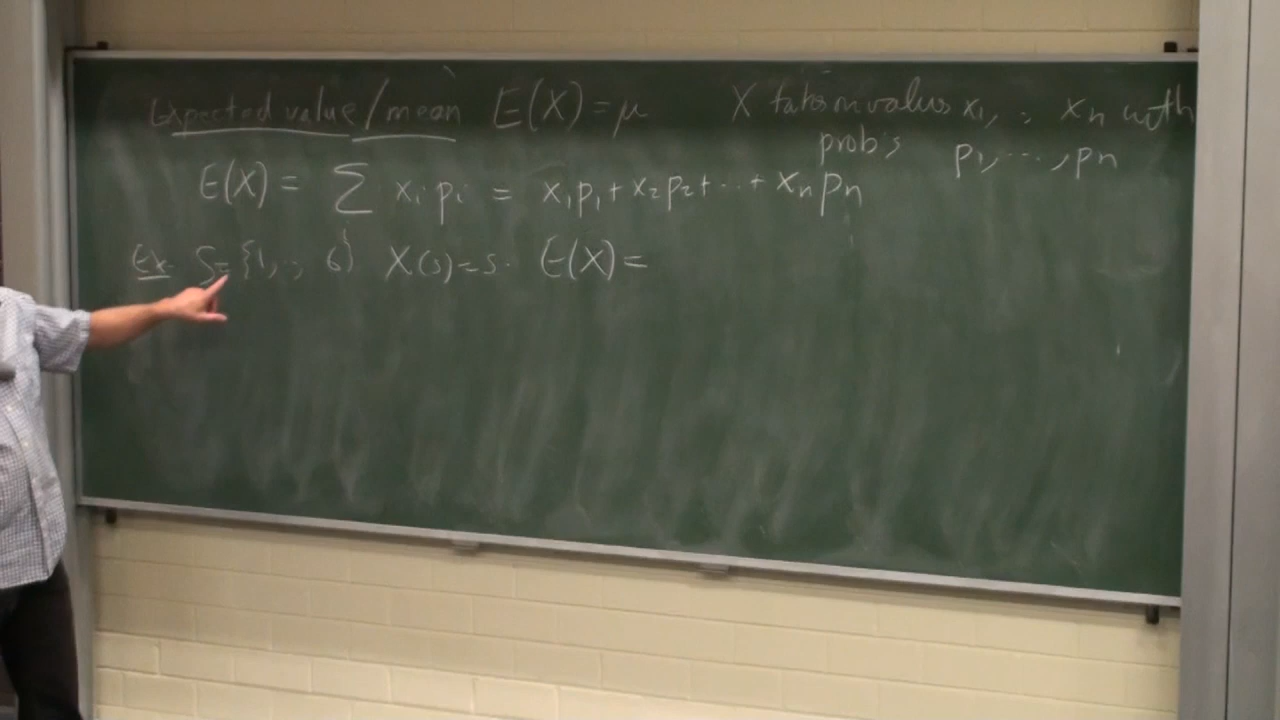 Expected value/mean E(X) = μ X takes n values x₁, .. xₙ with
prob's p₁, ..., pₙ
E(X) = ∑ xᵢ pᵢ = x₁p₁ + x₂p₂ + ... + xₙpₙ
Ex. S = {1, .., 6} X(s) = s. E(X) =